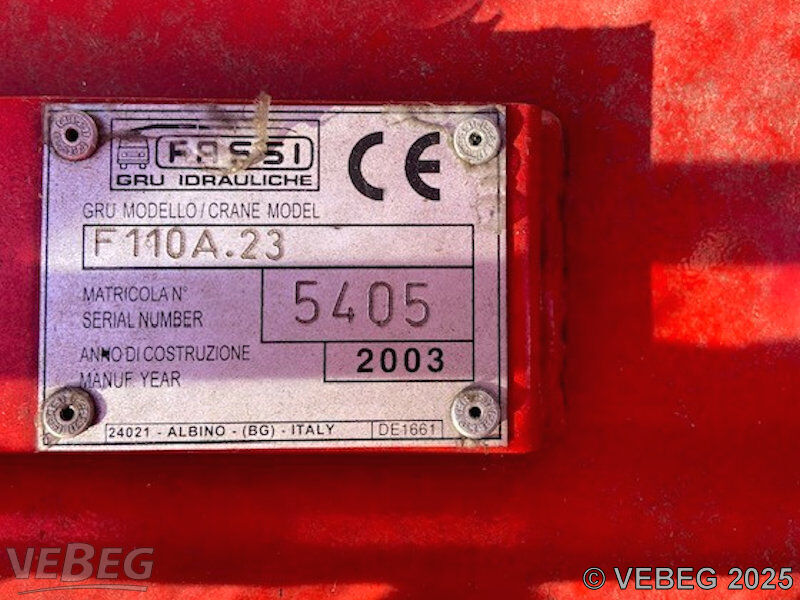 FASSI
GRU IDRAULICHE
CE
GRU MODELLO/CRANE MODEL
F110A.23
MATRICOLA N°
SERIAL NUMBER
5405
ANNO DI COSTRUZIONE
MANUF. YEAR
2003
24021 - ALBINO - (BG) - ITALY
DE1661
VEBEG
© VEBEG 2025